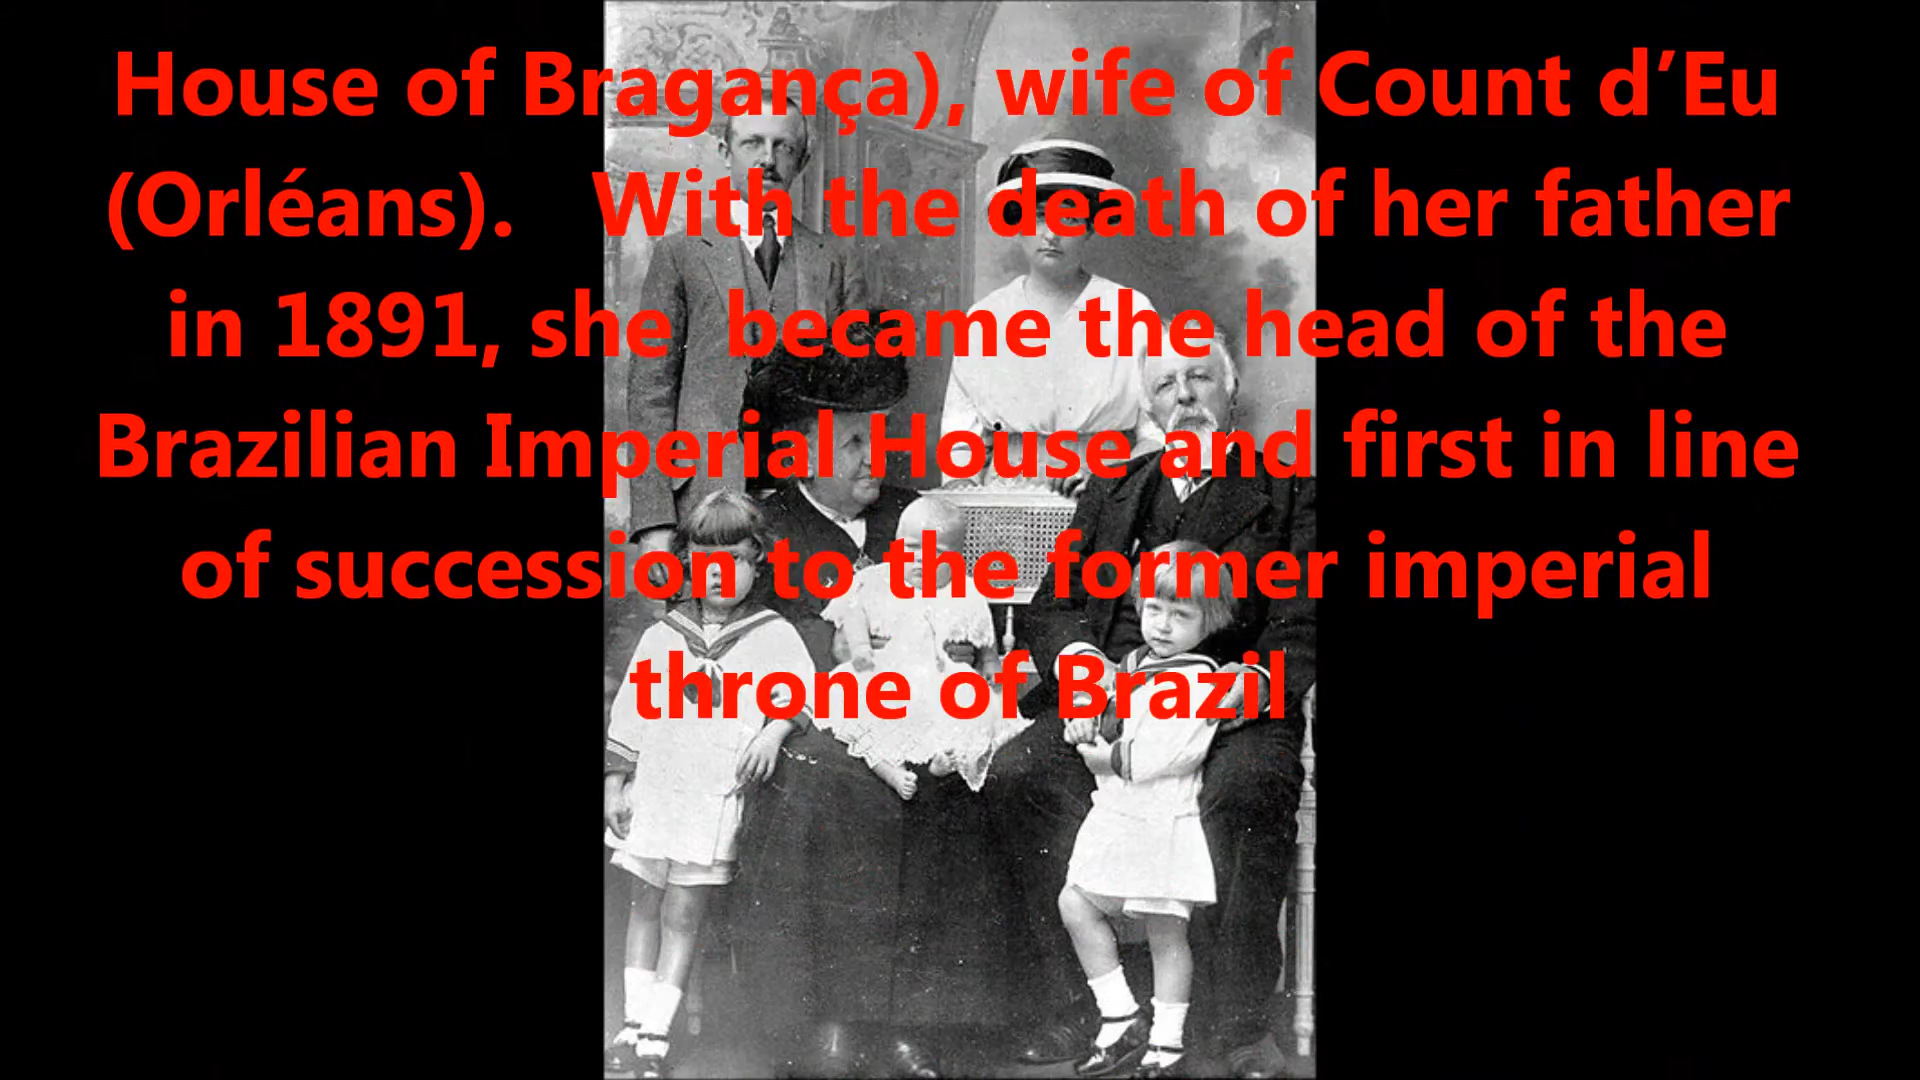 House of Bragança), wife of Count d’Eu
(Orléans).   With the death of her father
in 1891, she  became the head of the
Brazilian Imperial House and first in line
of succession to the former imperial
throne of Brazil